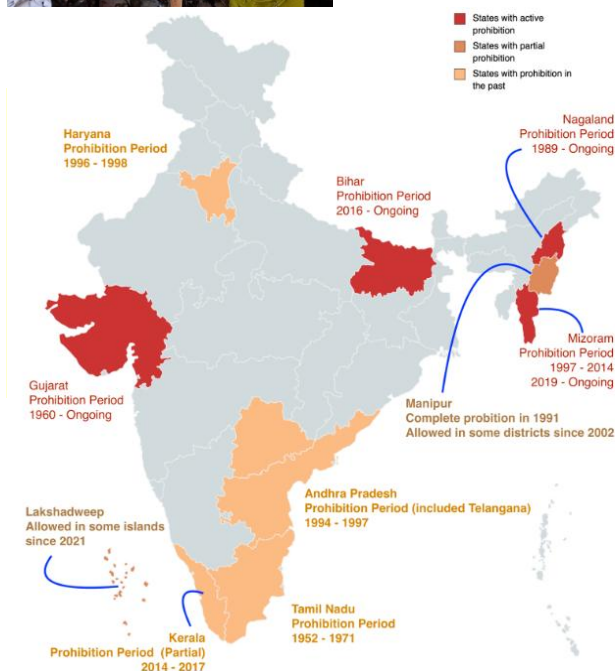 States with active
prohibition
States with partial
prohibition
States with prohibition in
the past
Nagaland
Prohibition Period
1989 - Ongoing
Haryana
Prohibition Period
1996 - 1998
Bihar
Prohibition Period
2016 - Ongoing
Mizoram
Prohibition Period
1997 - 2014
2019 - Ongoing
Gujarat
Prohibition Period
1960 - Ongoing
Manipur
Complete probition in 1991
Allowed in some districts since 2002
Andhra Pradesh
Prohibition Period (included Telangana)
1994 - 1997
Lakshadweep
Allowed in some islands
since 2021
Tamil Nadu
Prohibition Period
1952 - 1971
Kerala
Prohibition Period (Partial)
2014 - 2017